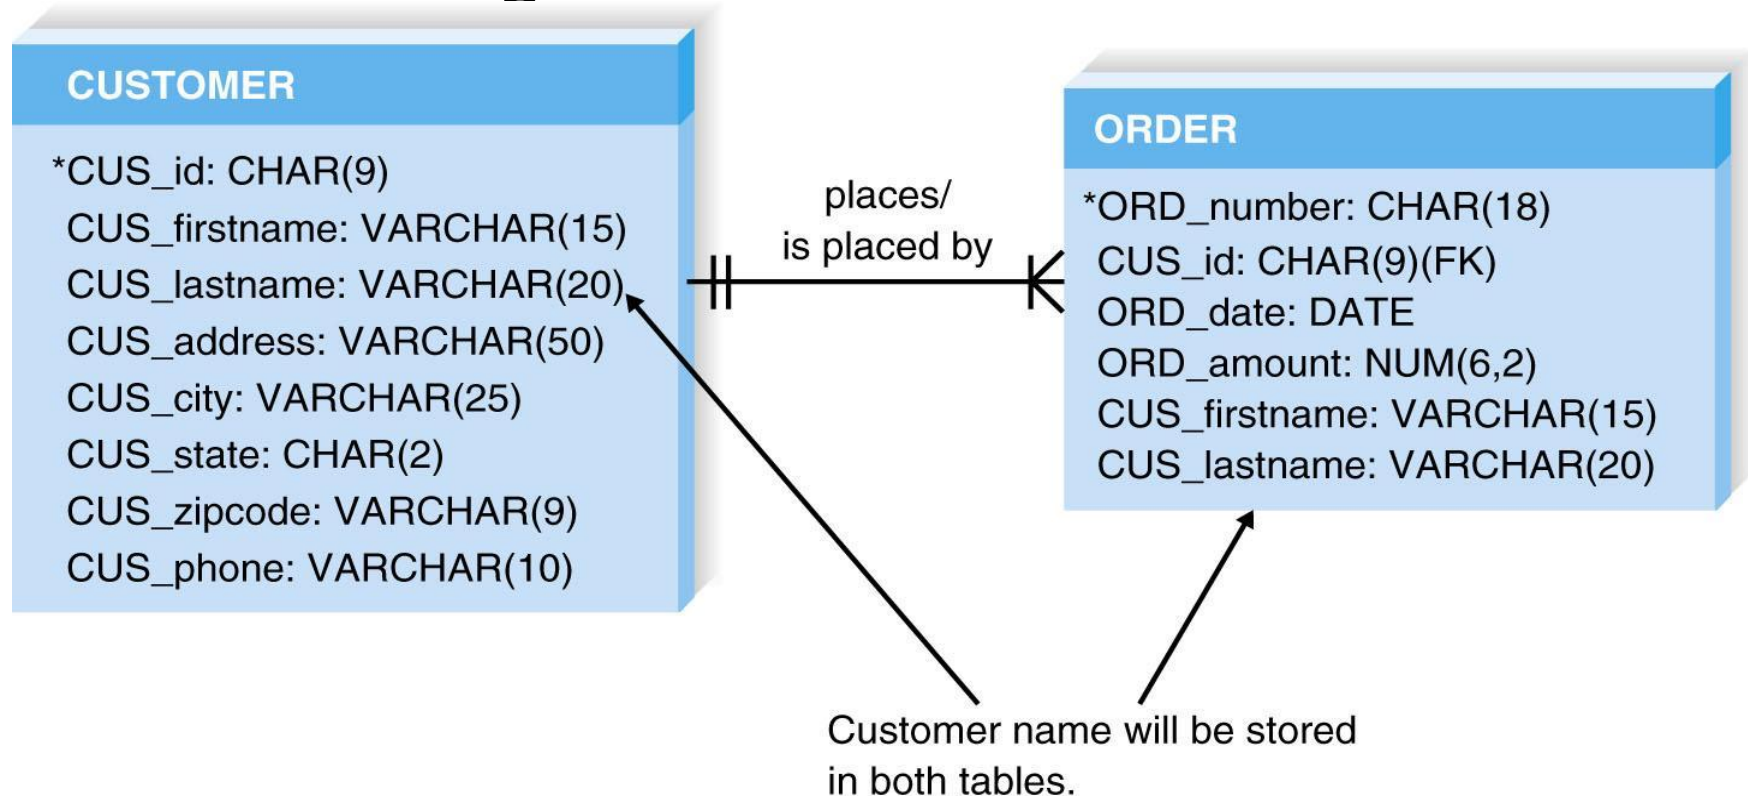 CUSTOMER
*CUS_id: CHAR(9)
CUS_firstname: VARCHAR(15)
CUS_lastname: VARCHAR(20)
CUS_address: VARCHAR(50)
CUS_city: VARCHAR(25)
CUS_state: CHAR(2)
CUS_zipcode: VARCHAR(9)
CUS_phone: VARCHAR(10)
places/
is placed by
ORDER
*ORD_number: CHAR(18)
CUS_id: CHAR(9)(FK)
ORD_date: DATE
ORD_amount: NUM(6,2)
CUS_firstname: VARCHAR(15)
CUS_lastname: VARCHAR(20)
Customer name will be stored
in both tables.